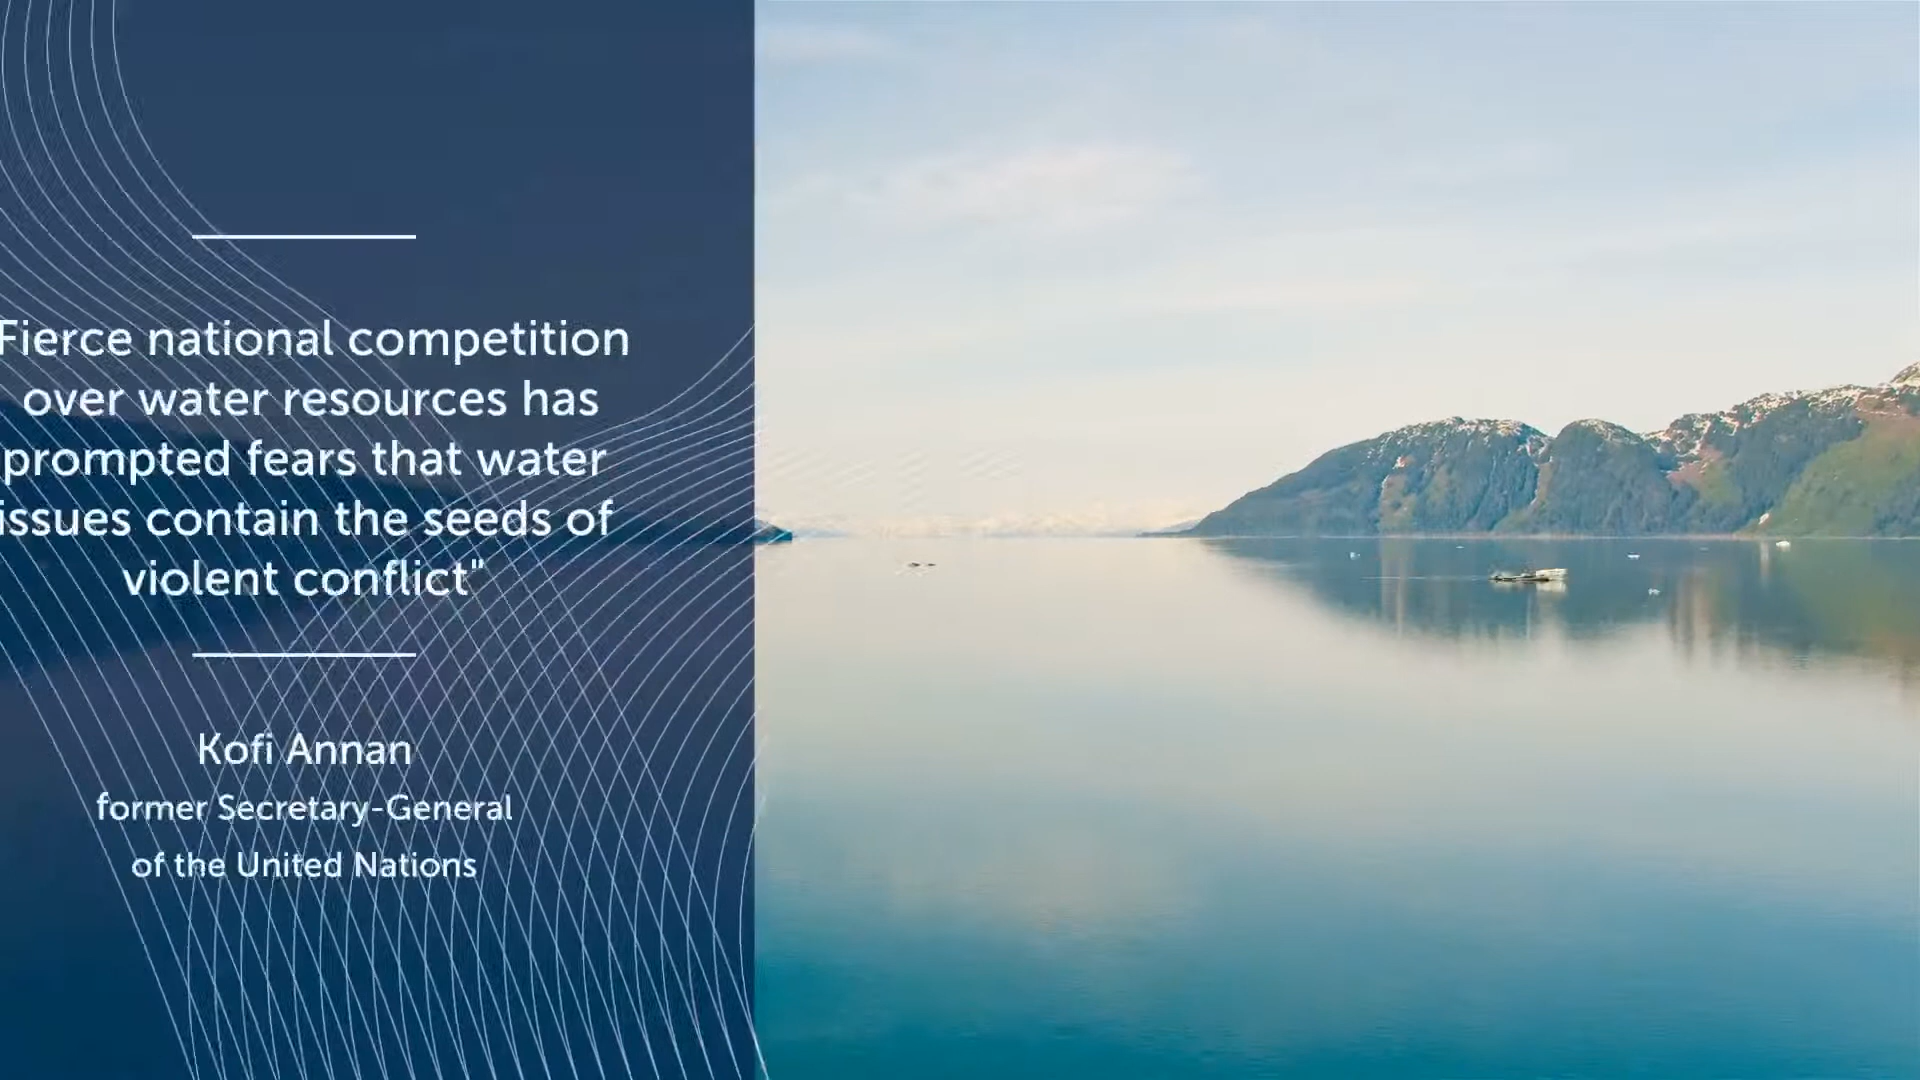 Fierce national competition
over water resources has
prompted fears that water
issues contain the seeds of
violent conflict"
Kofi Annan
former Secretary-General
of the United Nations